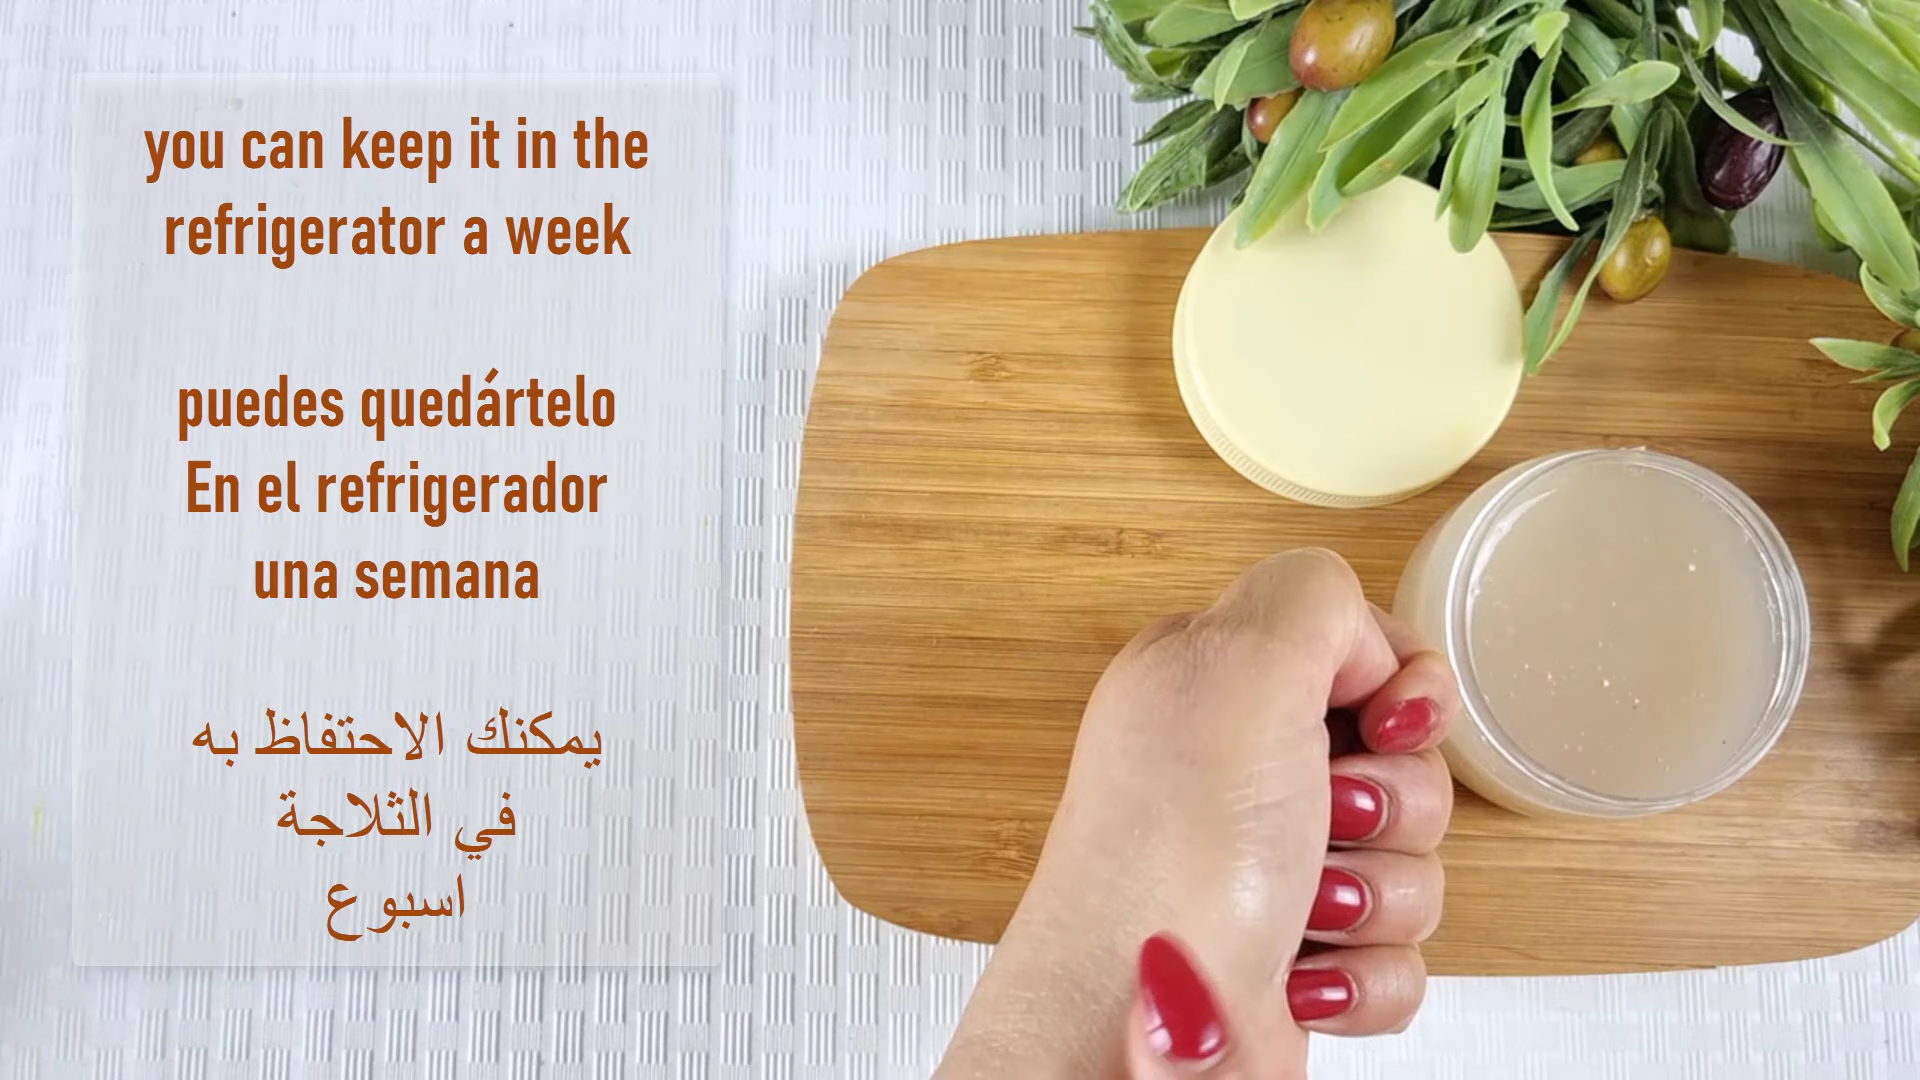 you can keep it in the
refrigerator a week
puedes quedártelo
En el refrigerador
una semana
يمكنك الاحتفاظ به
في الثلاجة
اسبوع